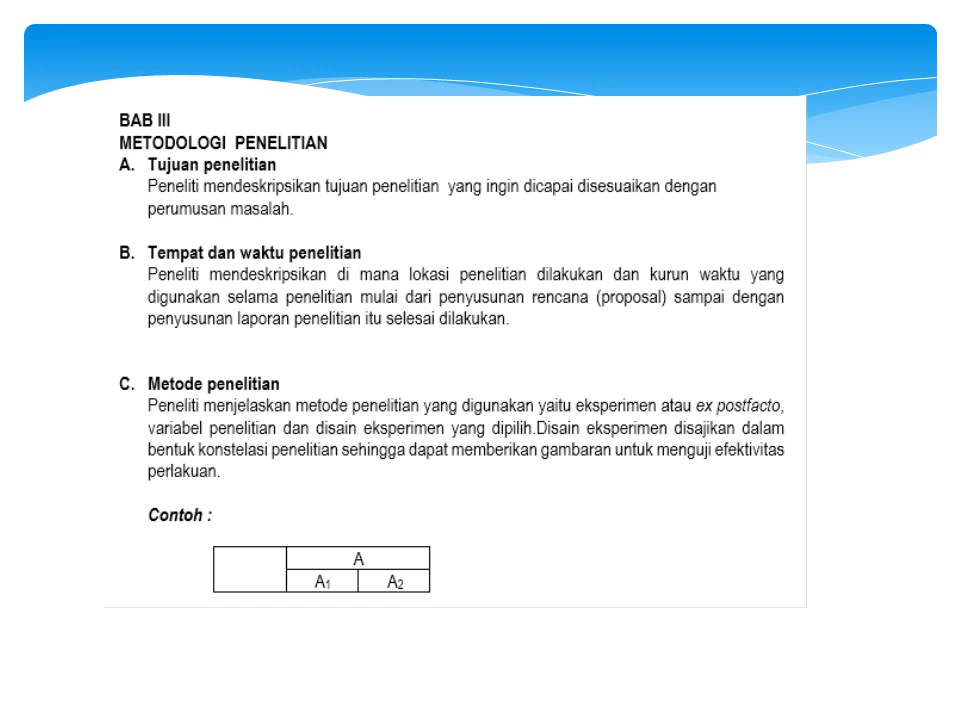 BAB III
METODOLOGI PENELITIAN
A. Tujuan penelitian
Peneliti mendeskripsikan tujuan penelitian yang ingin dicapai disesuaikan dengan
perumusan masalah.
B. Tempat dan waktu penelitian
Peneliti mendeskripsikan di mana lokasi penelitian dilakukan dan kurun waktu yang
digunakan selama penelitian mulai dari penyusunan rencana (proposal) sampai dengan
penyusunan laporan penelitian itu selesai dilakukan.
C. Metode penelitian
Peneliti menjelaskan metode penelitian yang digunakan yaitu eksperimen atau ex postfacto,
variabel penelitian dan disain eksperimen yang dipilih.Disain eksperimen disajikan dalam
bentuk konstelasi penelitian sehingga dapat memberikan gambaran untuk menguji efektivitas
perlakuan.
Contoh :
A
A1 A2